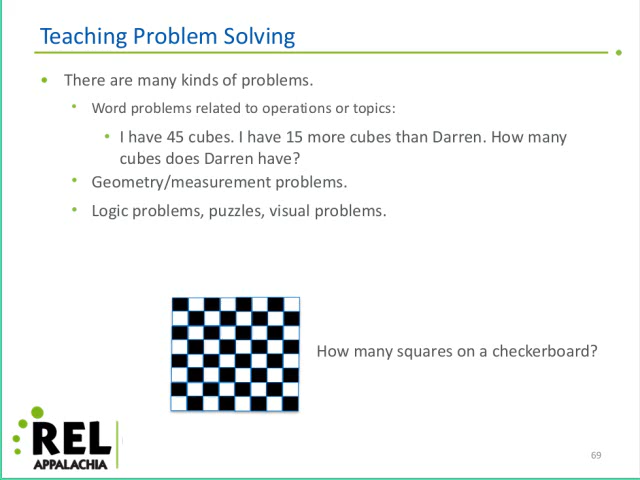 Teaching Problem Solving
• There are many kinds of problems.
• Word problems related to operations or topics:
• I have 45 cubes. I have 15 more cubes than Darren. How many
cubes does Darren have?
• Geometry/measurement problems.
• Logic problems, puzzles, visual problems.
How many squares on a checkerboard?
REL
APPALACHIA
69